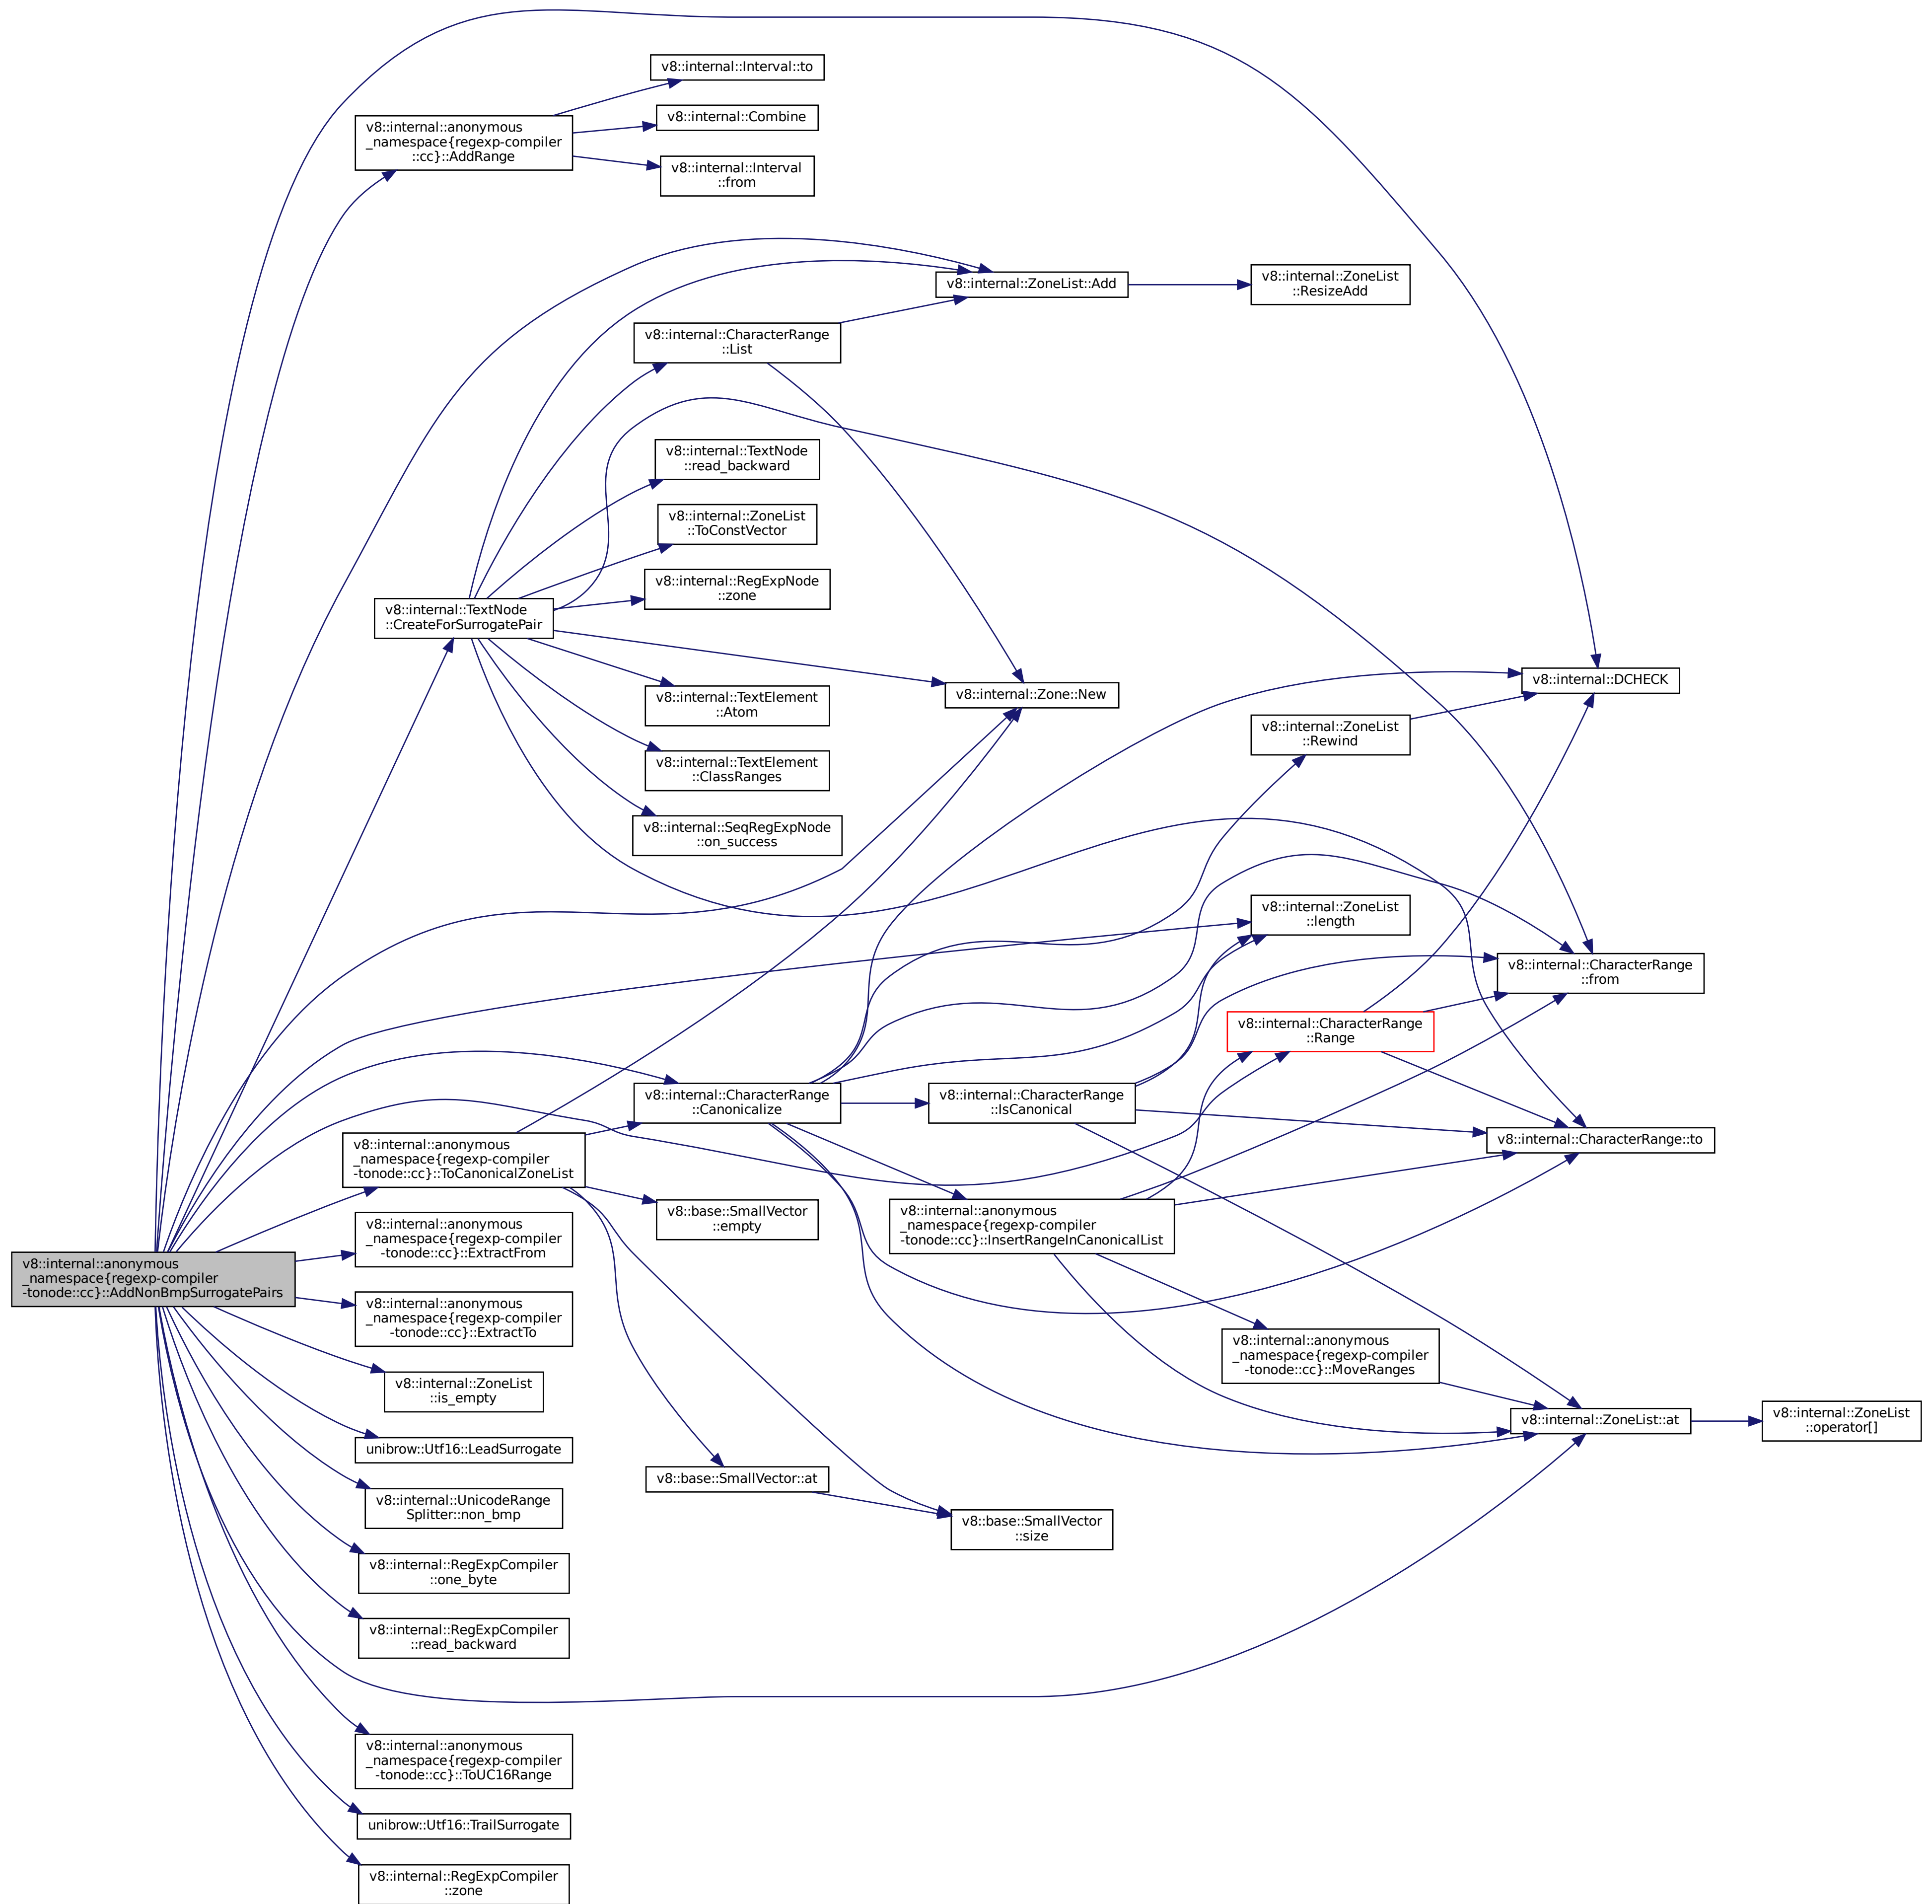 v8::internal::Interval::to
v8::internal::Combine
v8::internal::anonymous
_namespace{regexp-compiler
::cc}::AddRange
v8::internal::Interval
::from
v8::internal::ZoneList::Add
v8::internal::ZoneList
::ResizeAdd
v8::internal::CharacterRange
::List
v8::internal::TextNode
::read_backward
v8::internal::ZoneList
::ToConstVector
v8::internal::RegExpNode
::zone
v8::internal::TextNode
::CreateForSurrogatePair
v8::internal::DCHECK
v8::internal::Zone::New
v8::internal::TextElement
::Atom
v8::internal::ZoneList
::Rewind
v8::internal::TextElement
::ClassRanges
v8::internal::SeqRegExpNode
::on_success
v8::internal::ZoneList
::length
v8::internal::CharacterRange
::from
v8::internal::CharacterRange
::Range
v8::internal::CharacterRange
::Canonicalize
v8::internal::CharacterRange
::IsCanonical
v8::internal::CharacterRange::to
v8::internal::anonymous
_namespace{regexp-compiler
-tonode::cc}::ToCanonicalZoneList
v8::base::SmallVector
::empty
v8::internal::anonymous
_namespace{regexp-compiler
-tonode::cc}::InsertRangeInCanonicalList
v8::internal::anonymous
_namespace{regexp-compiler
-tonode::cc}::ExtractFrom
v8::internal::anonymous
_namespace{regexp-compiler
-tonode::cc}::AddNonBmpSurrogatePairs
v8::internal::anonymous
_namespace{regexp-compiler
-tonode::cc}::ExtractTo
v8::internal::anonymous
_namespace{regexp-compiler
-tonode::cc}::MoveRanges
v8::internal::ZoneList
::is_empty
v8::internal::ZoneList::at
v8::internal::ZoneList
::operator[]
unibrow::Utf16::LeadSurrogate
v8::base::SmallVector::at
v8::internal::UnicodeRange
Splitter::non_bmp
v8::base::SmallVector
::size
v8::internal::RegExpCompiler
::one_byte
v8::internal::RegExpCompiler
::read_backward
v8::internal::anonymous
_namespace{regexp-compiler
-tonode::cc}::ToUC16Range
unibrow::Utf16::TrailSurrogate
v8::internal::RegExpCompiler
::zone